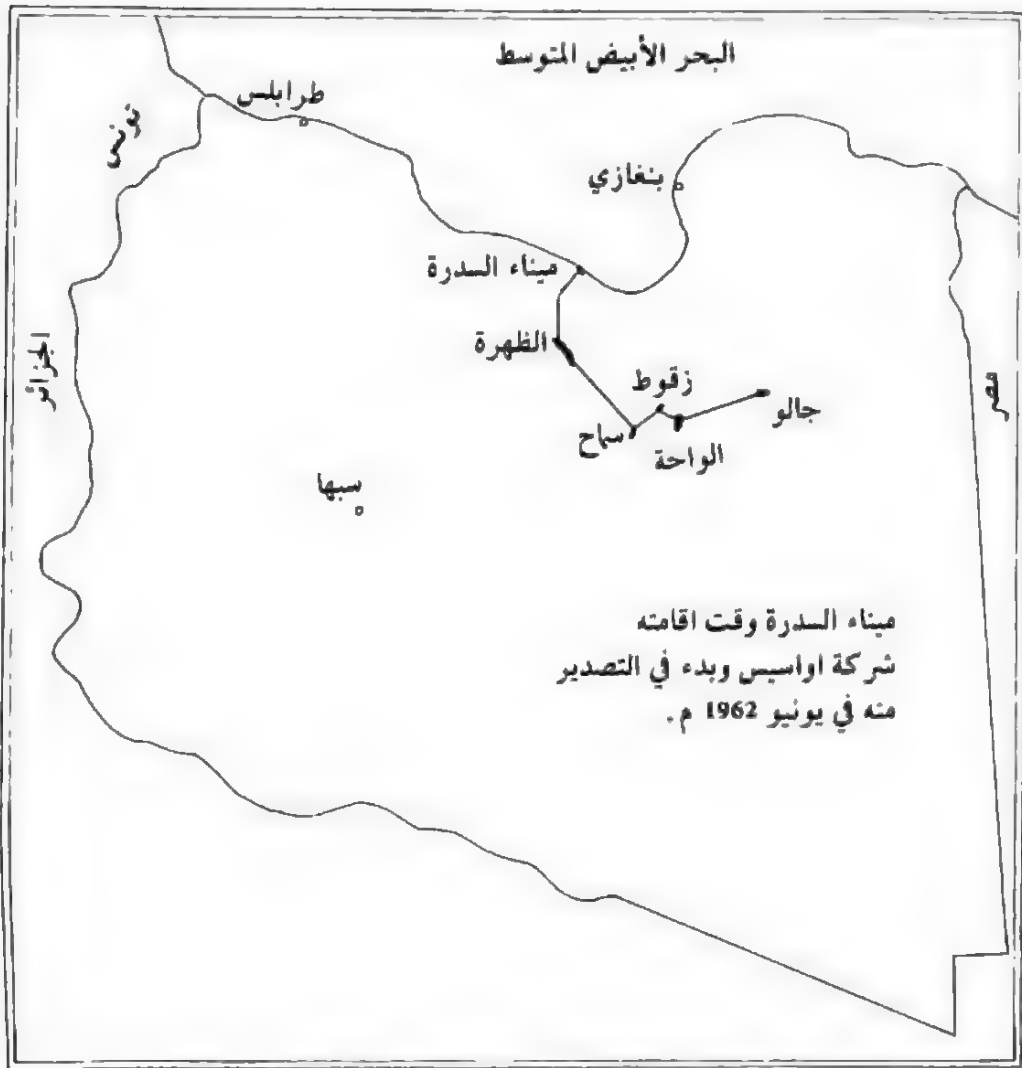 البحر الأبيض المتوسط
طرابلس
تونس
بنغازي
ميناء السدرة
الجزائر
الظهرة
مصر
زقوط
جالو
سماح
الواحة
سبها
ميناء السدرة وقت اقامته
شركة اواسيس وبدء في التصدير
منه في يونيو 1962 م .